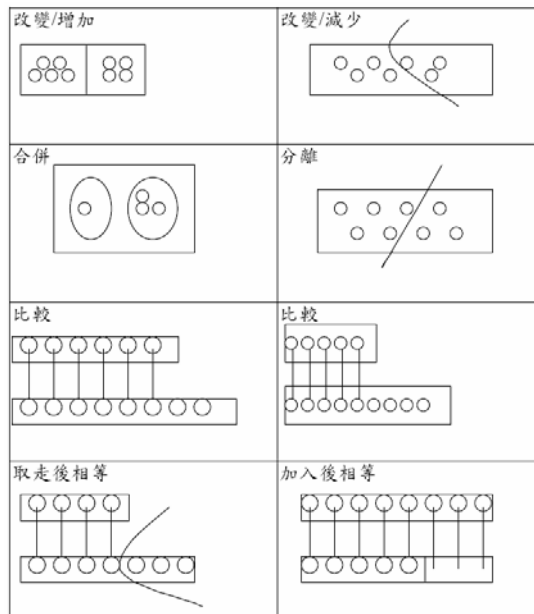 改變/增加
改變/減少
合併
分離
比較
比較
取走後相等
加入後相等